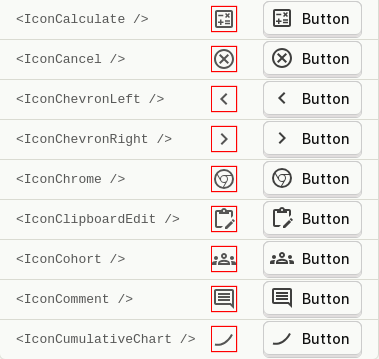 <IconCalculate /> Button
<IconCancel /> Button
<IconChevronLeft /> Button
<IconChevronRight /> Button
<IconChrome /> Button
<IconClipboardEdit /> Button
<IconCohort /> Button
<IconComment /> Button
<IconCumulativeChart /> Button